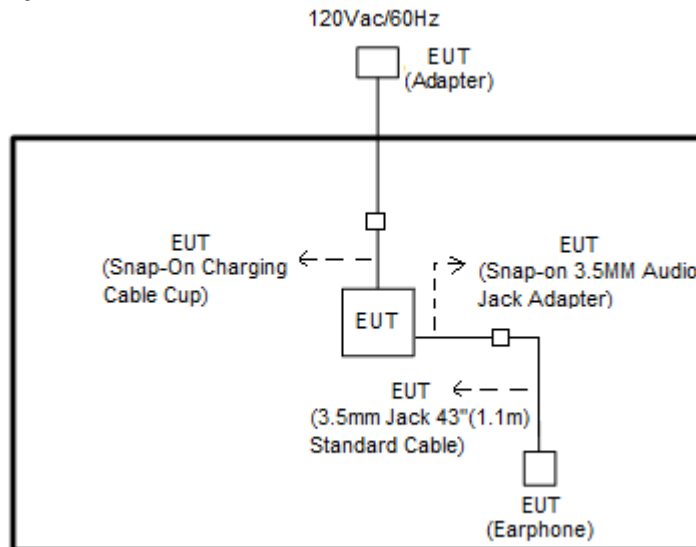 120Vac/60Hz
EUT
(Adapter)
EUT
(Snap-On Charging
Cable Cup)
EUT
(Snap-on 3.5MM Audio
Jack Adapter)
EUT
EUT
(3.5mm Jack 43"(1.1m)
Standard Cable)
EUT
(Earphone)